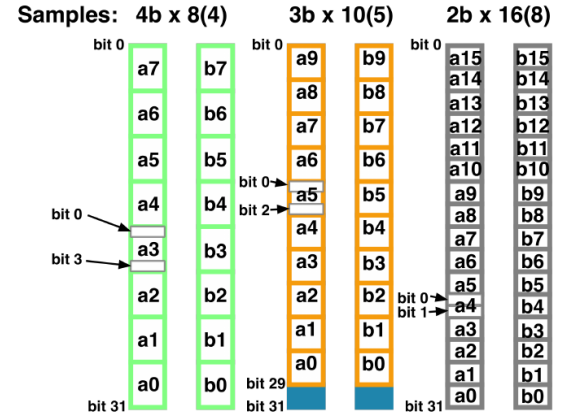 Samples: 4b x 8(4) 3b x 10(5) 2b x 16(8)
bit 0 bit 0 bit 0
a7 b7 a9 b9 a15 b15
a14 b14
a8 b8
a6 b6 a13 b13
a7 b7 a12 b12
a5 b5 a6 b6 a11 b11
a10 b10
bit 0
a4 b4 a5 b5 a9 b9
bit 2
bit 0 a8 b8
a4 b4
a3 b3 a7 b7
bit 3 a3 b3 a6 b6
a5 b5
a2 b2 a2 b2 bit 0
a4 b4
bit 1
a1 b1 a1 b1 a3 b3
a2 b2
a0 b0 a1 b1
a0 b0 bit 29
a0 b0
bit 31 bit 31 bit 31